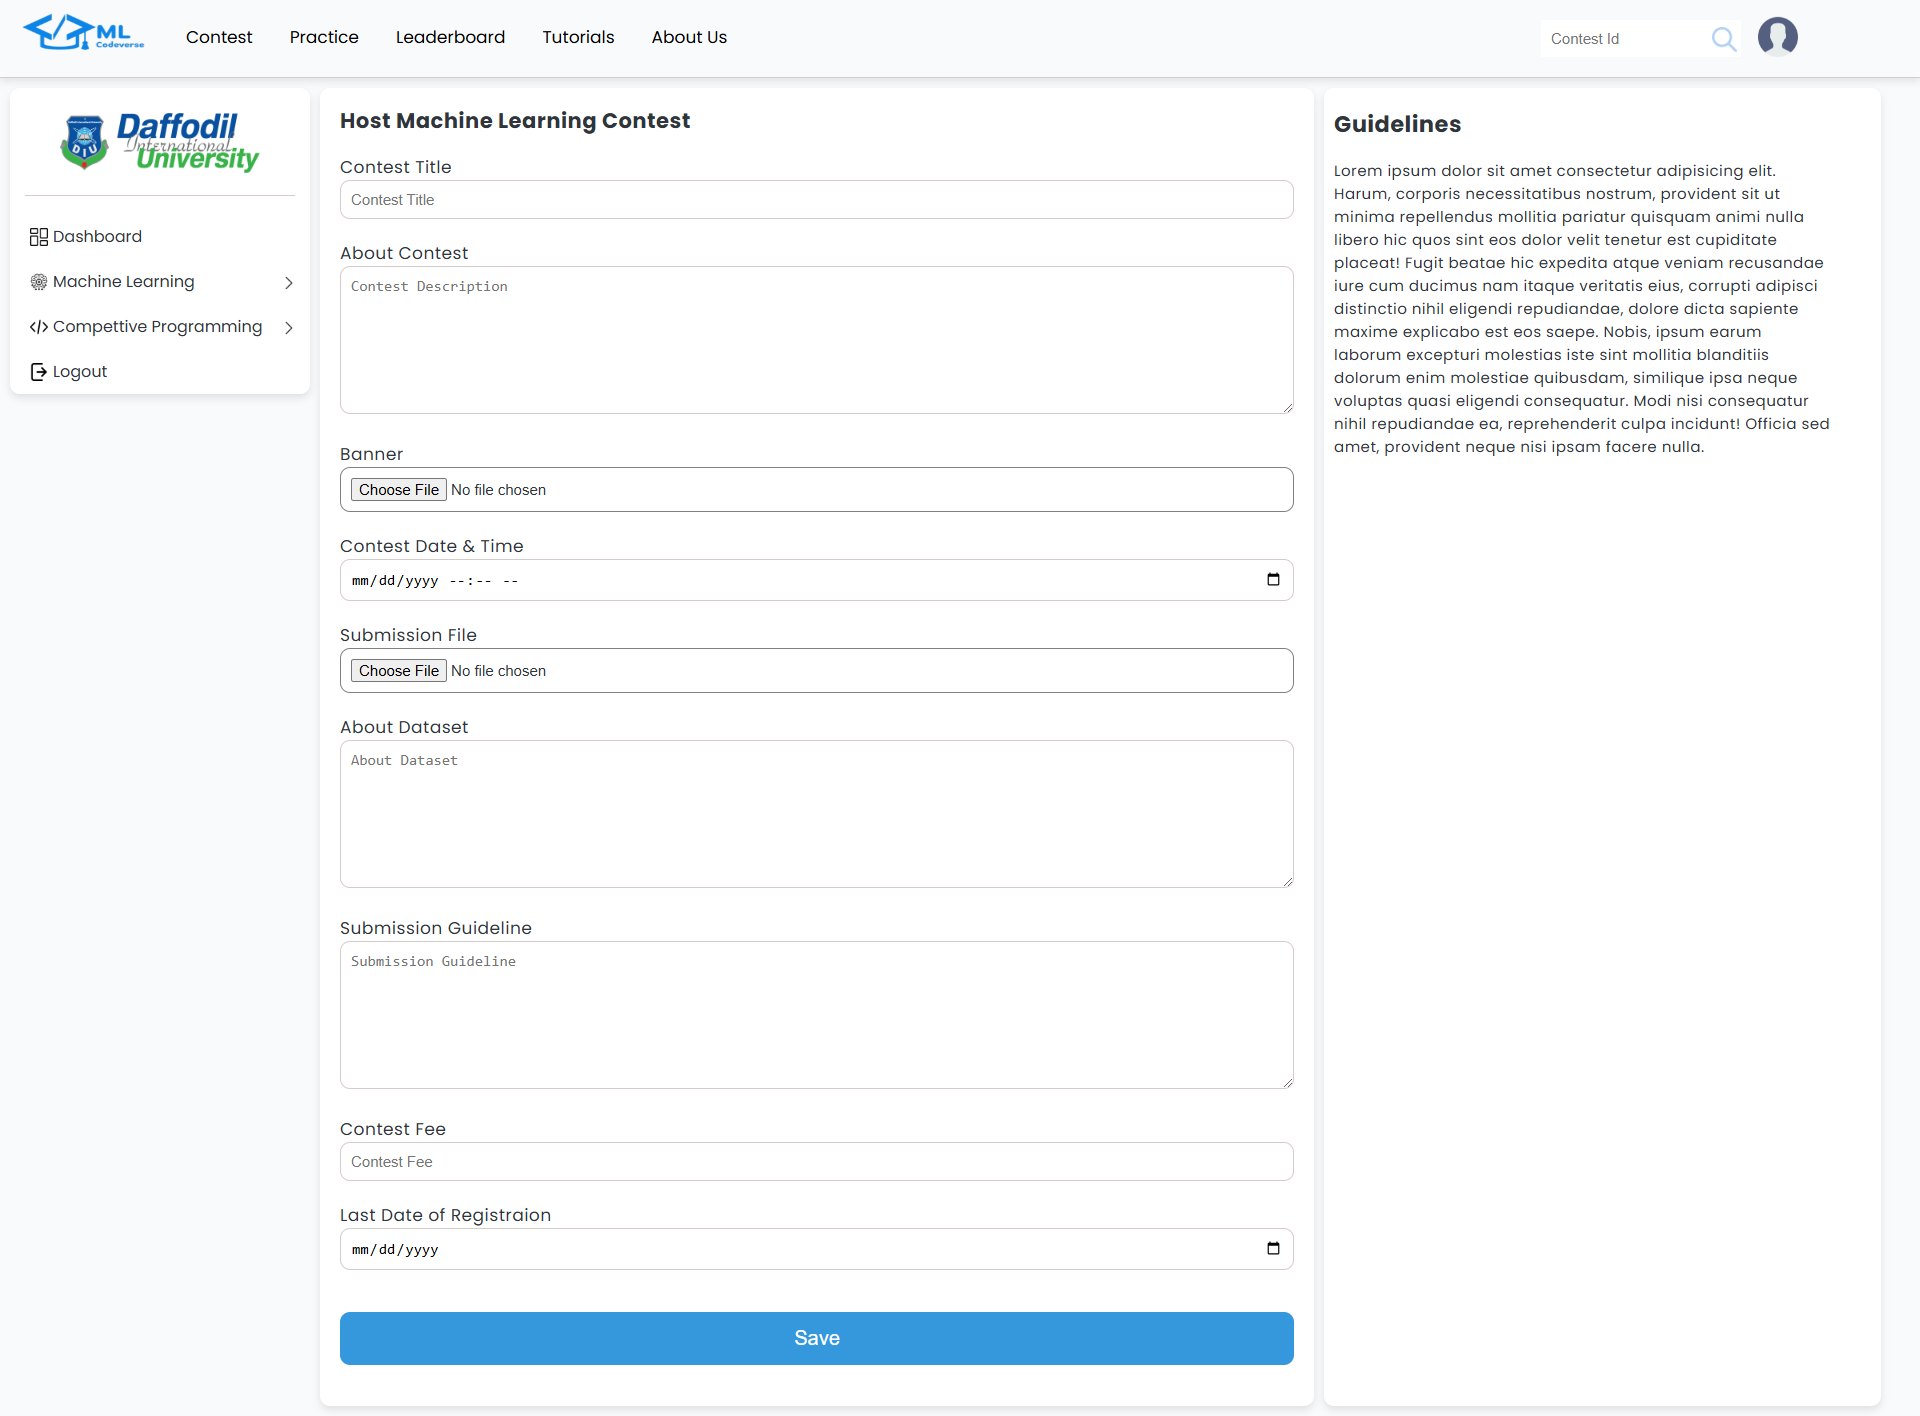 ML
Codeverse
Contest
Practice
Leaderboard
Tutorials
About Us
Contest Id
DIU
Daffodil
International
University
Dashboard
Machine Learning
Compettive Programming
Logout
Host Machine Learning Contest
Contest Title
Contest Title
About Contest
Contest Description
Banner
Choose File No file chosen
Contest Date & Time
mm/dd/yyyy --:-- --
Submission File
Choose File No file chosen
About Dataset
About Dataset
Submission Guideline
Submission Guideline
Contest Fee
Contest Fee
Last Date of Registraion
mm/dd/yyyy
Save
Guidelines
Lorem ipsum dolor sit amet consectetur adipisicing elit.
Harum, corporis necessitatibus nostrum, provident sit ut
minima repellendus mollitia pariatur quisquam animi nulla
libero hic quos sint eos dolor velit tenetur est cupiditate
placeat! Fugit beatae hic expedita atque veniam recusandae
iure cum ducimus nam itaque veritatis eius, corrupti adipisci
distinctio nihil eligendi repudiandae, dolore dicta sapiente
maxime explicabo est eos saepe. Nobis, ipsum earum
laborum excepturi molestias iste sint mollitia blanditiis
dolorum enim molestiae quibusdam, similique ipsa neque
voluptas quasi eligendi consequatur. Modi nisi consequatur
nihil repudiandae ea, reprehenderit culpa incidunt! Officia sed
amet, provident neque nisi ipsam facere nulla.